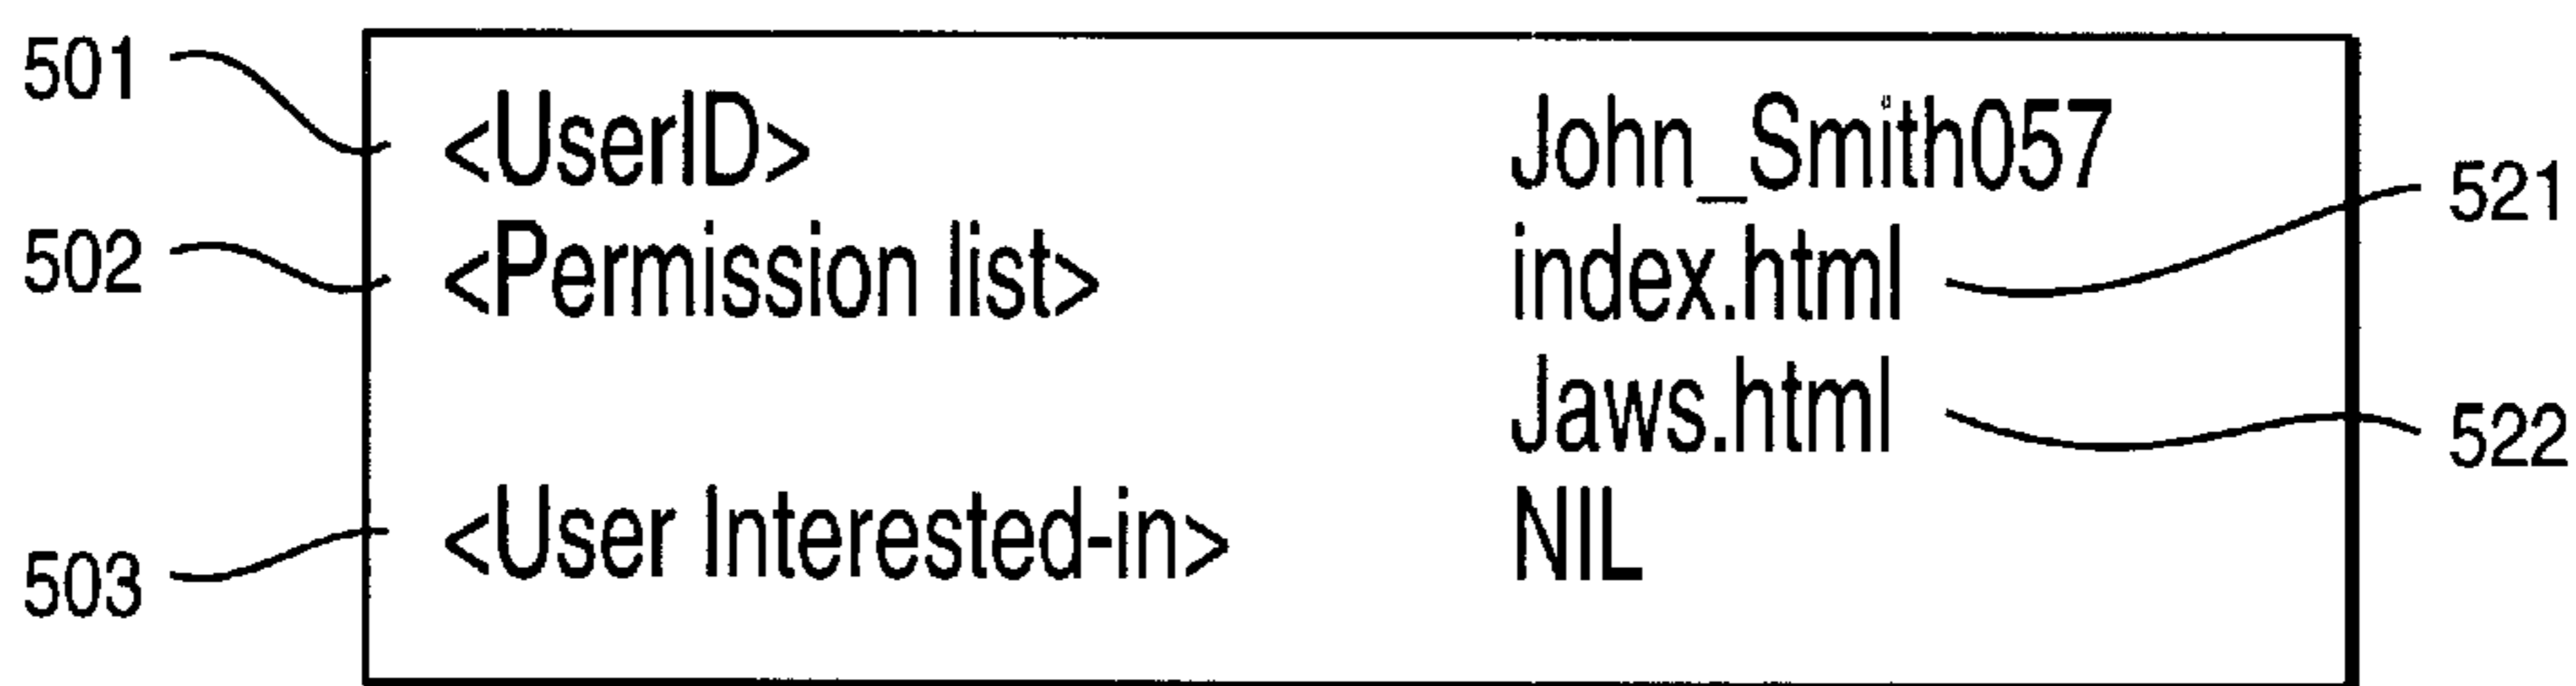 501 <UserID> John_Smith057
502 <Permission list> index.html 521
Jaws.html 522
503 <User Interested-in> NIL